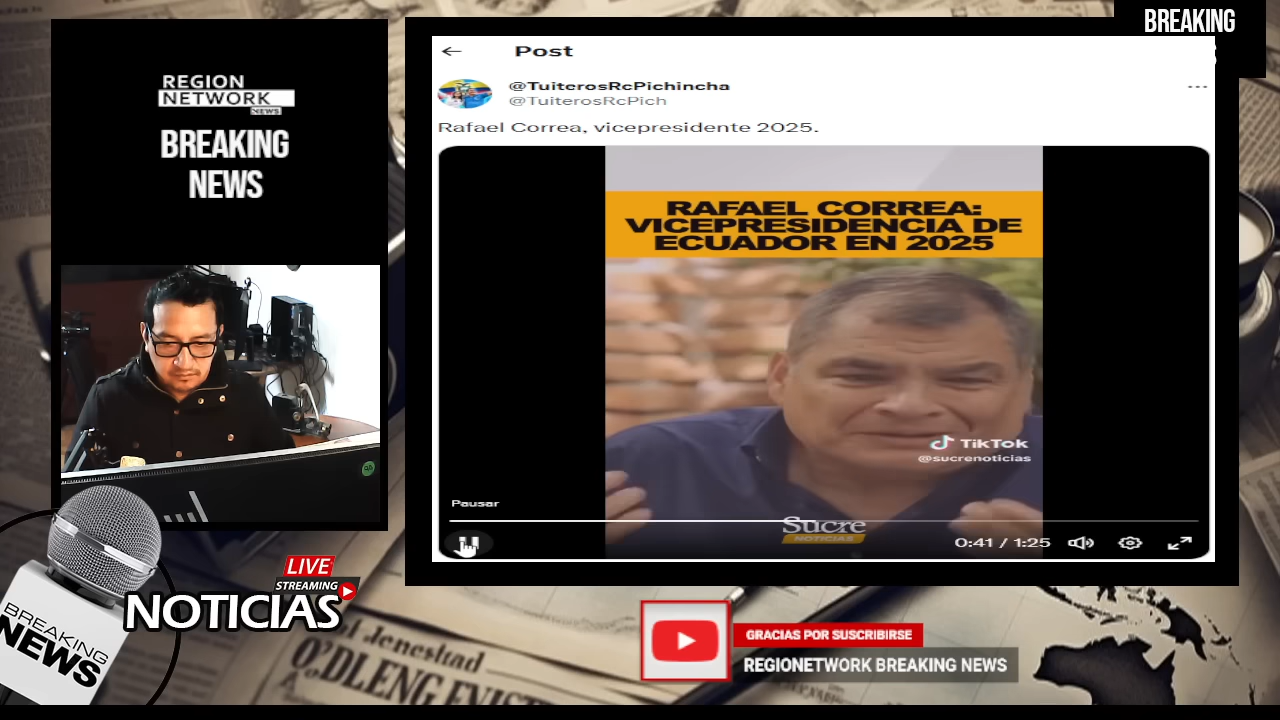 BREAKING
REGION
NETWORK
NEWS
BREAKING
NEWS
Post
@TuiterosRcPichincha
@TuiterosRcPich
Rafael Correa, vicepresidente 2025.
RAFAEL CORREA:
VICEPRESIDENCIA DE
ECUADOR EN 2025
TikTok
@sucrenoticias
Pausar
Sucre
NOTICIAS
0:41 / 1:25
LIVE
STREAMING
NOTICIAS
BREAKING
NEWS
GRACIAS POR SUSCRIBIRSE
REGIONETWORK BREAKING NEWS